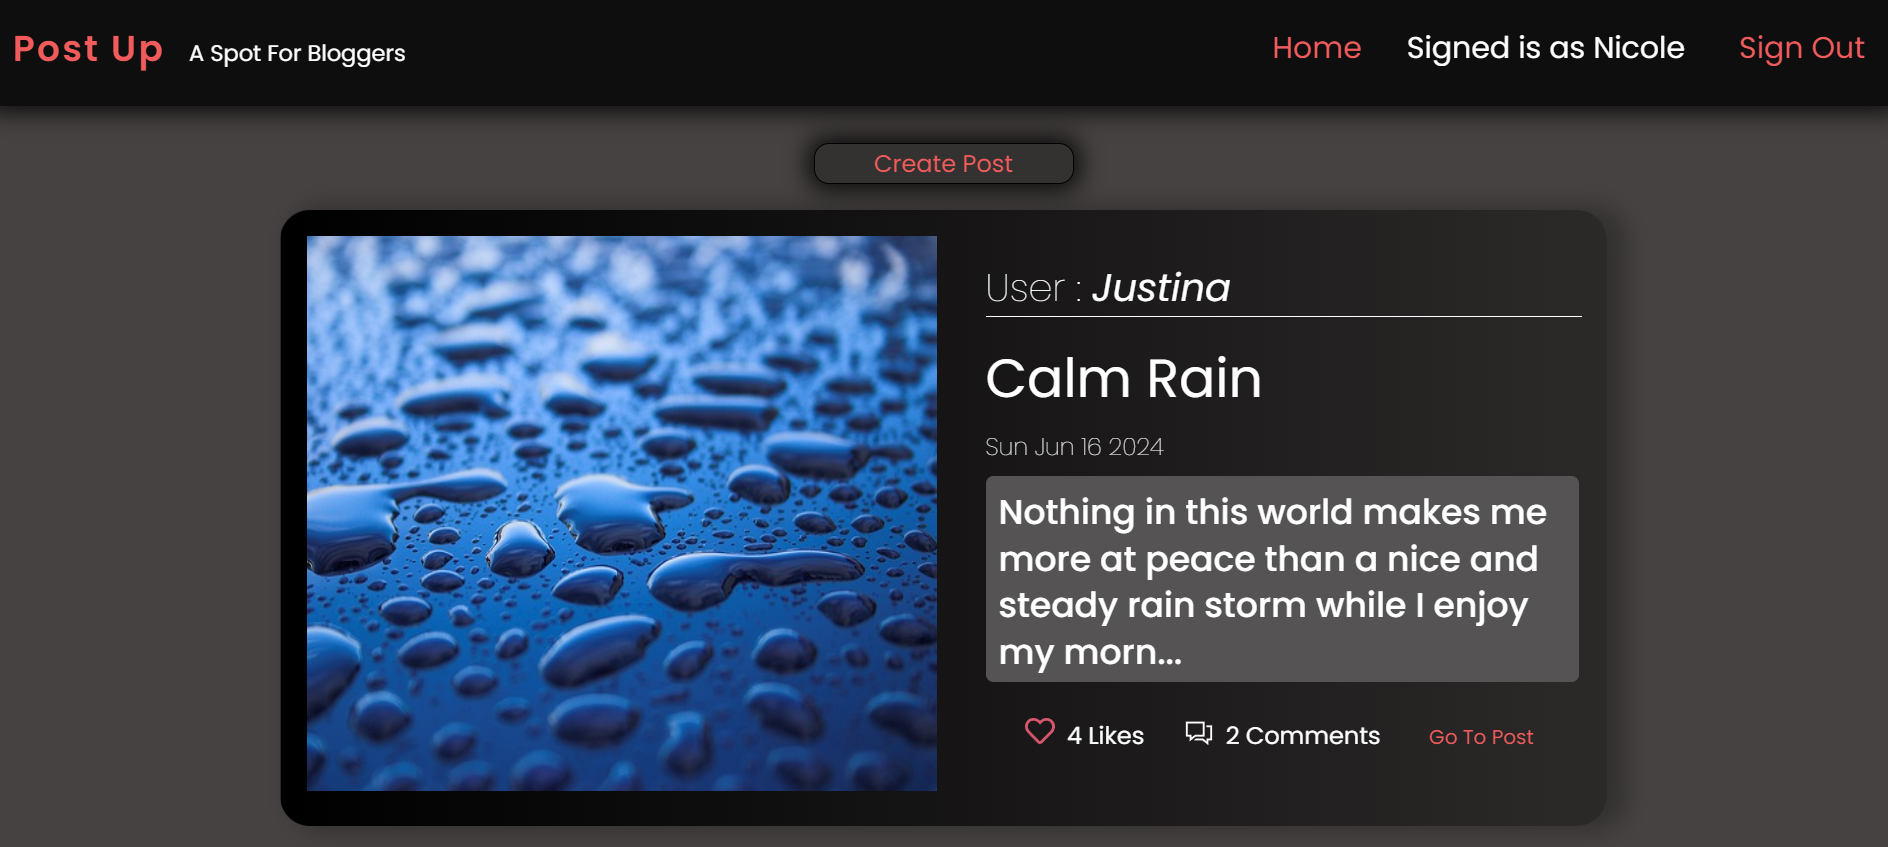 Post Up A Spot For Bloggers Home Signed is as Nicole Sign Out
Create Post
User : Justina
Calm Rain
Sun Jun 16 2024
Nothing in this world makes me
more at peace than a nice and
steady rain storm while I enjoy
my morn...
4 Likes 2 Comments Go To Post